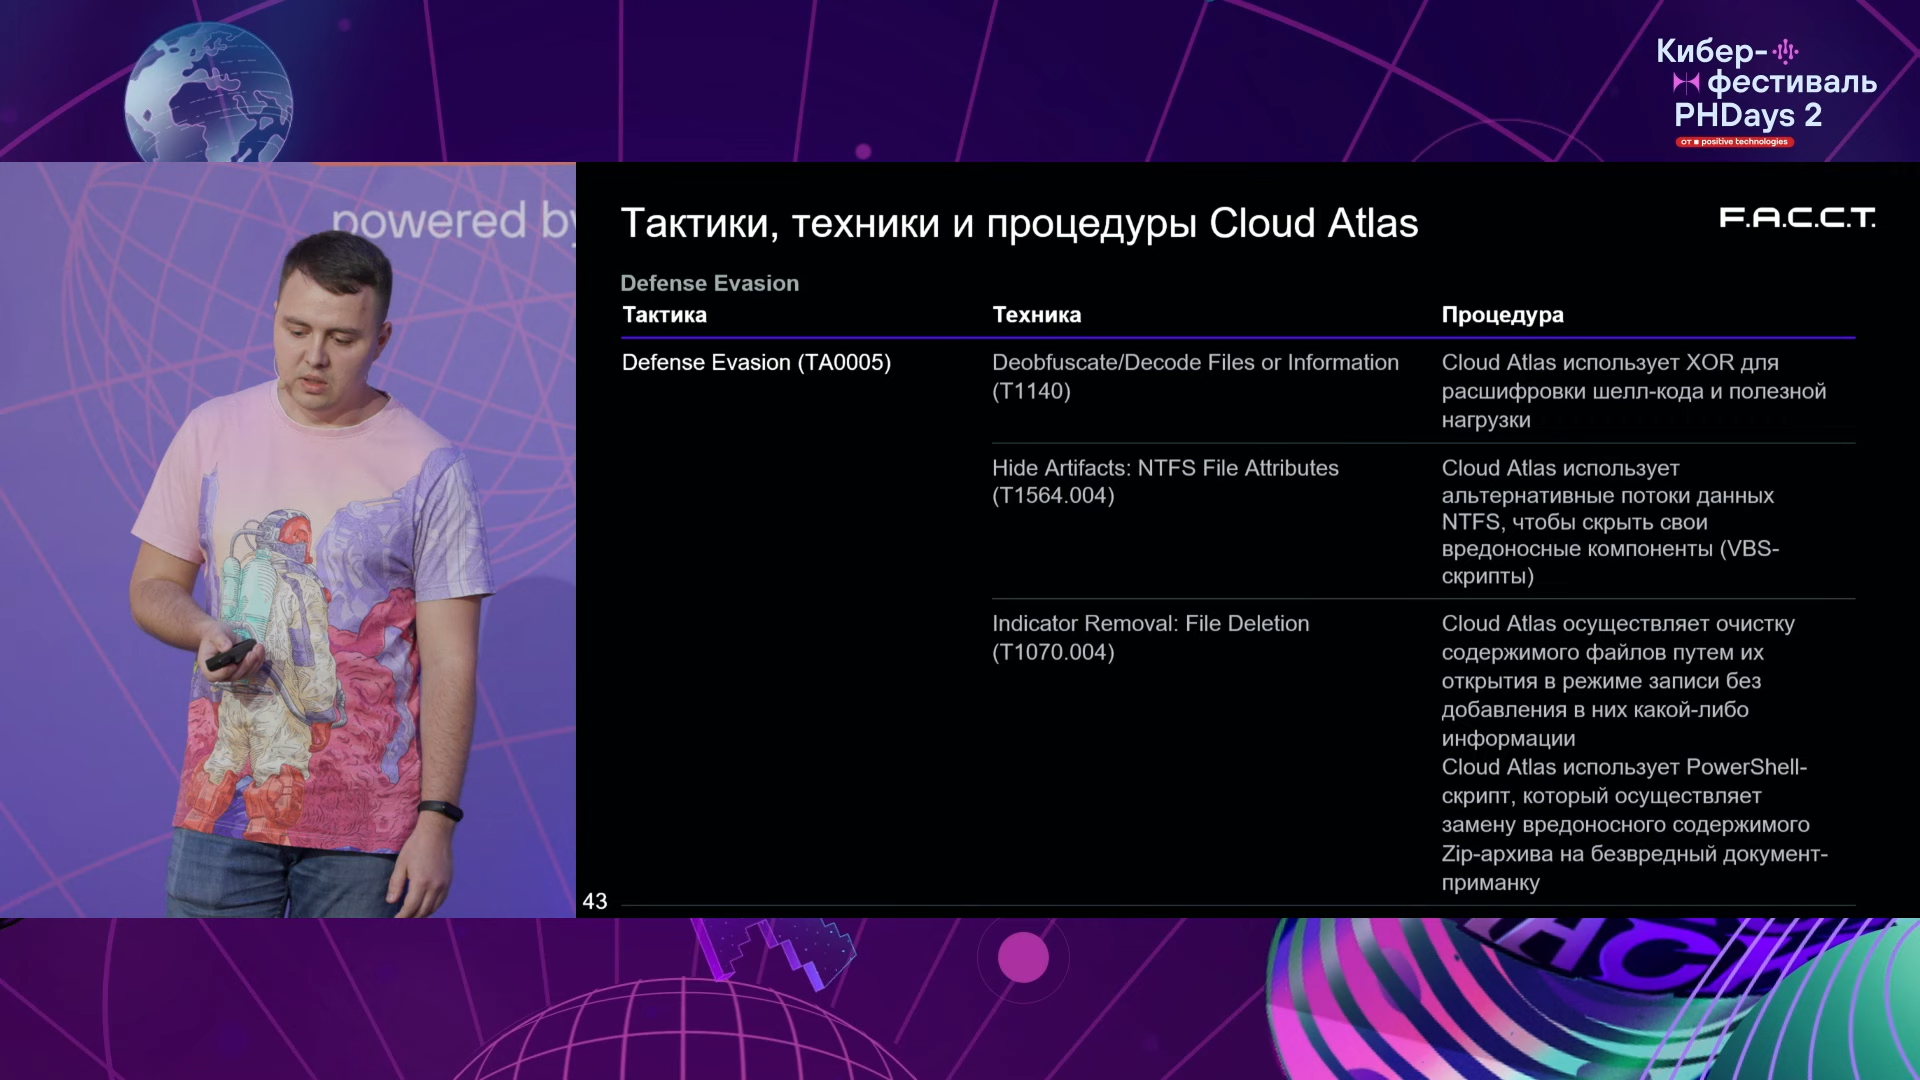 Кибер-
фестиваль
PHDays 2
от positive technologies
powered by
Тактики, техники и процедуры Cloud Atlas
F.A.C.C.T.
Defense Evasion
Тактика
Техника
Процедура
Defense Evasion (TA0005)
Deobfuscate/Decode Files or Information
(T1140)
Cloud Atlas использует XOR для
расшифровки шелл-кода и полезной
нагрузки
Hide Artifacts: NTFS File Attributes
(T1564.004)
Cloud Atlas использует
альтернативные потоки данных
NTFS, чтобы скрыть свои
вредоносные компоненты (VBS-
скрипты)
Indicator Removal: File Deletion
(T1070.004)
Cloud Atlas осуществляет очистку
содержимого файлов путем их
открытия в режиме записи без
добавления в них какой-либо
информации
Cloud Atlas использует PowerShell-
скрипт, который осуществляет
замену вредоносного содержимого
Zip-архива на безвредный документ-
приманку
43